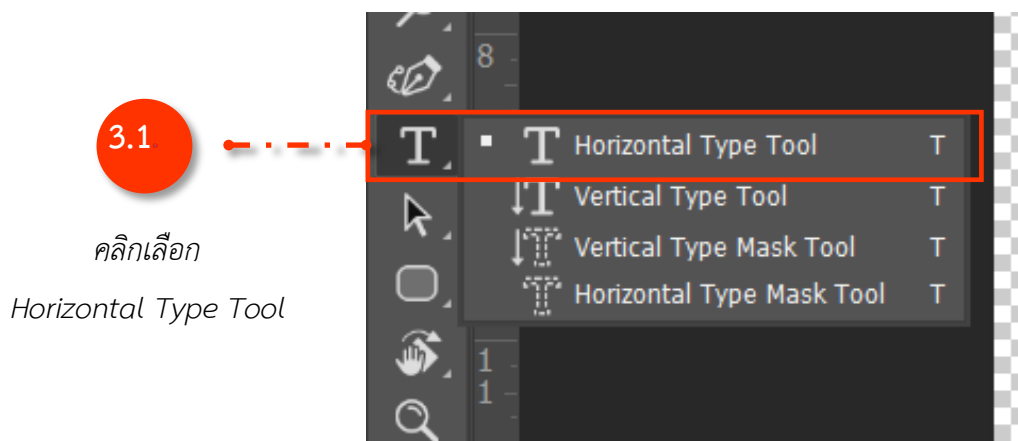 8
3.1
Horizontal Type Tool T
Vertical Type Tool T
คลิกเลือก
Vertical Type Mask Tool T
Horizontal Type Tool
Horizontal Type Mask Tool T
1
1